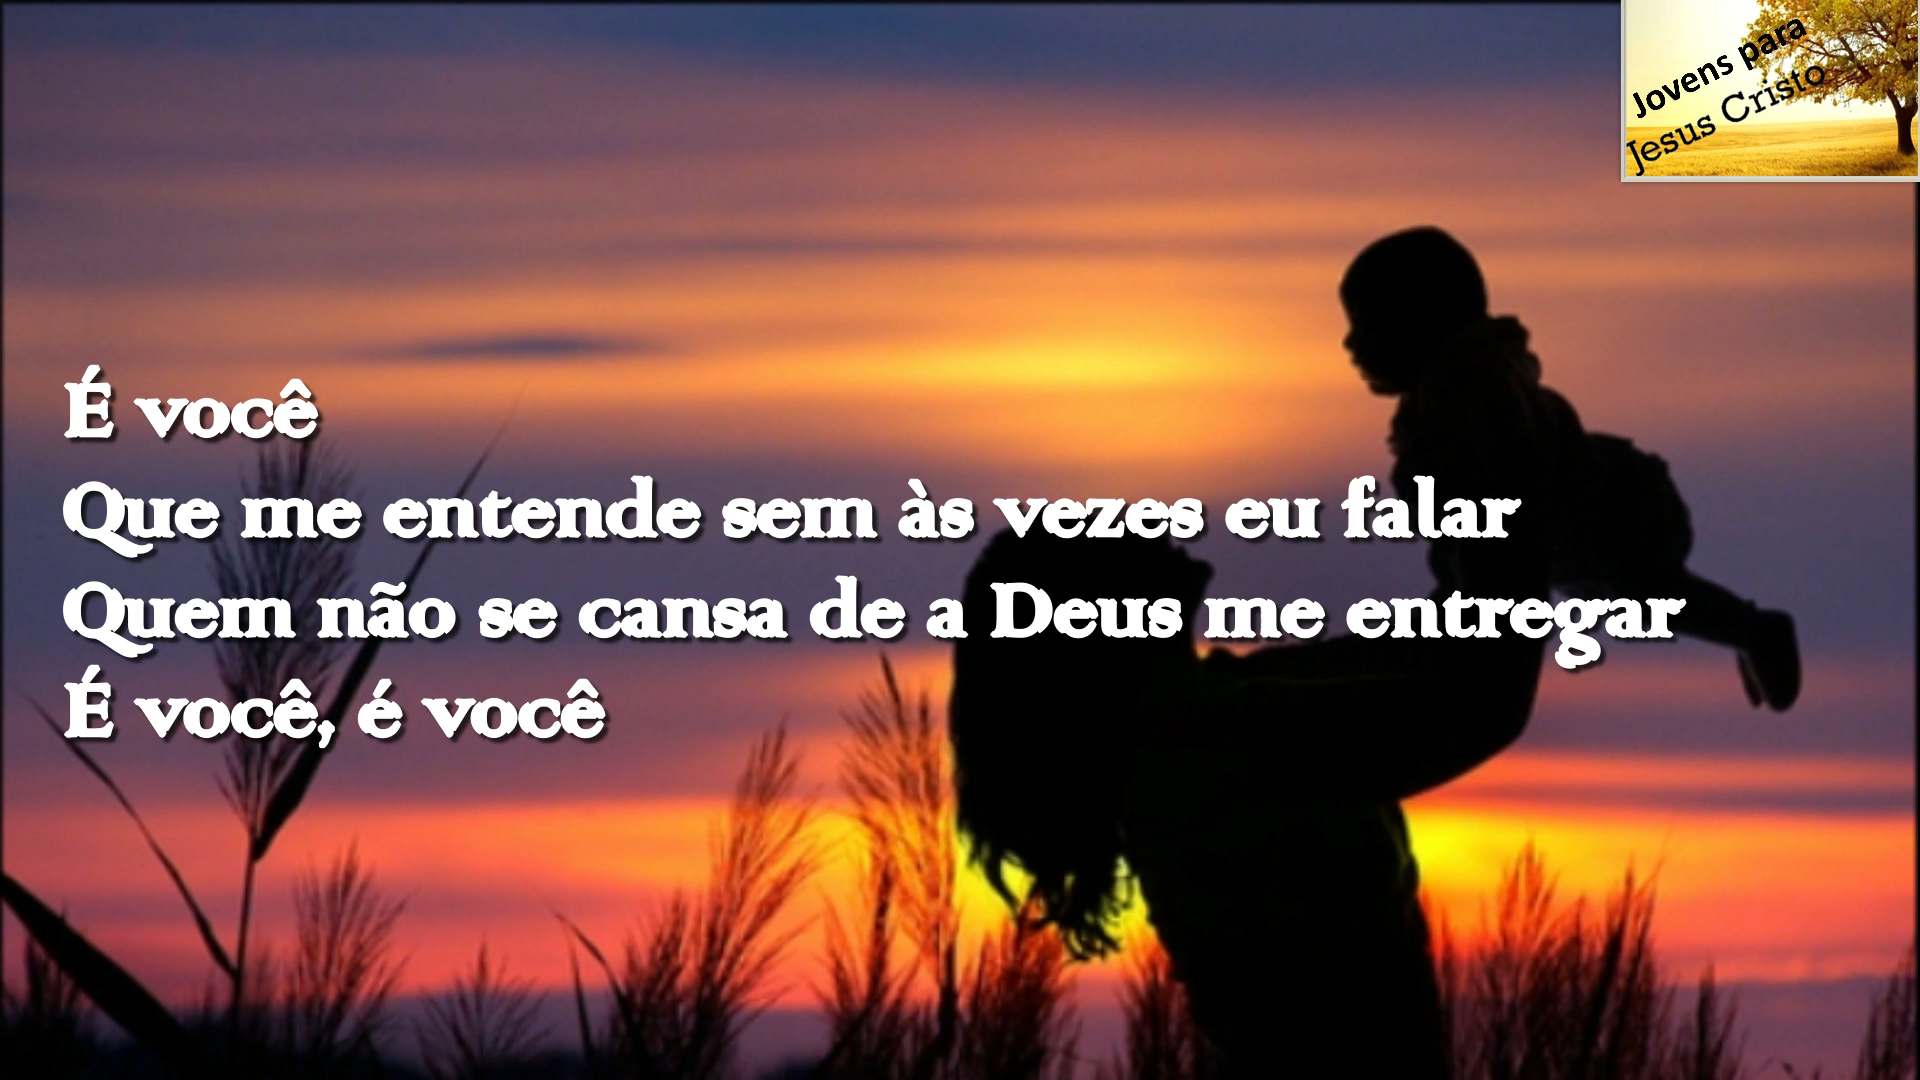 Jovens para
Jesus Cristo
É você
Que me entende sem às vezes eu falar
Quem não se cansa de a Deus me entregar
É você, é você